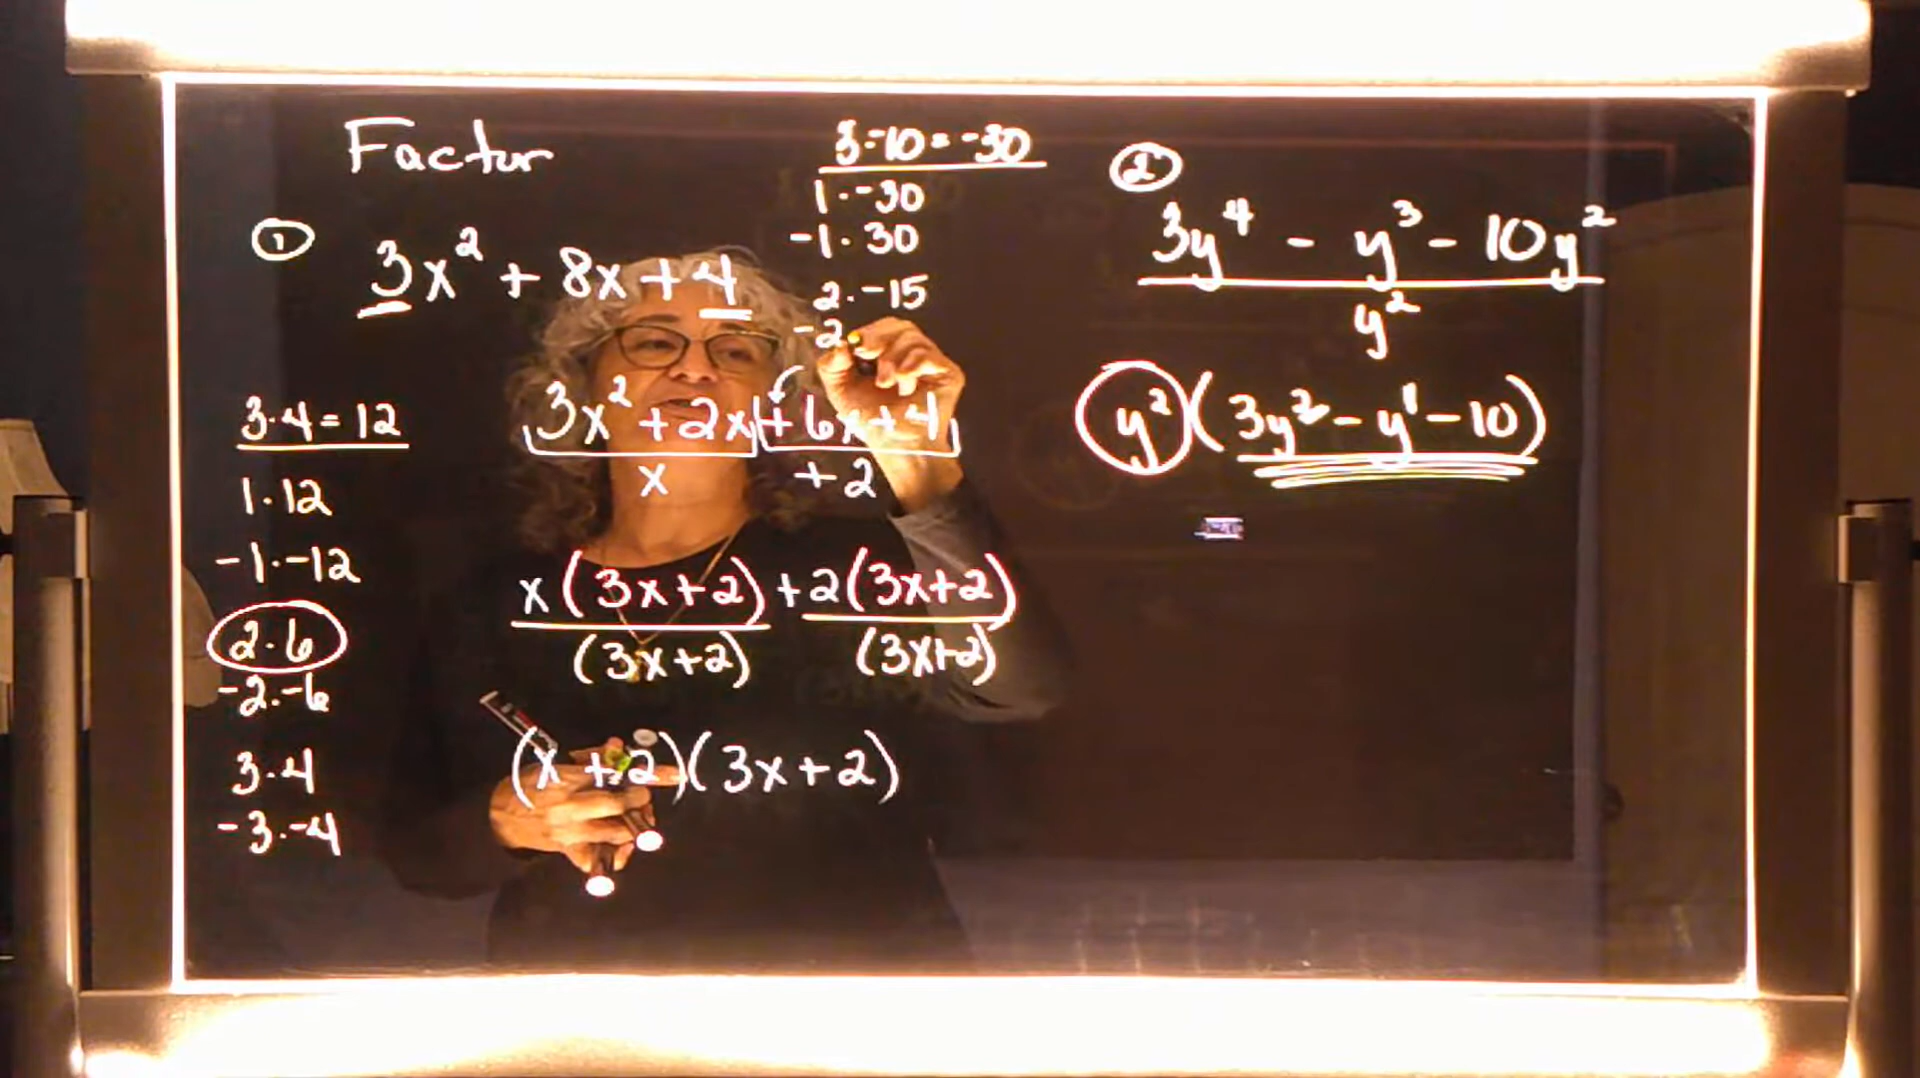 Factor
① 3x² + 8x + 4
3·4 = 12
1·12
-1·-12
2·6
-2·-6
3·4
-3·-4
3x² + 2x + 6x + 4
x +2
x(3x+2) + 2(3x+2)
(3x+2) (3x+2)
(x +2)(3x+2)
3·-10 = -30
1·-30
-1·30
2·-15
-2·
②
3y⁴ - y³ - 10y²
y²
y²(3y² - y¹ - 10)